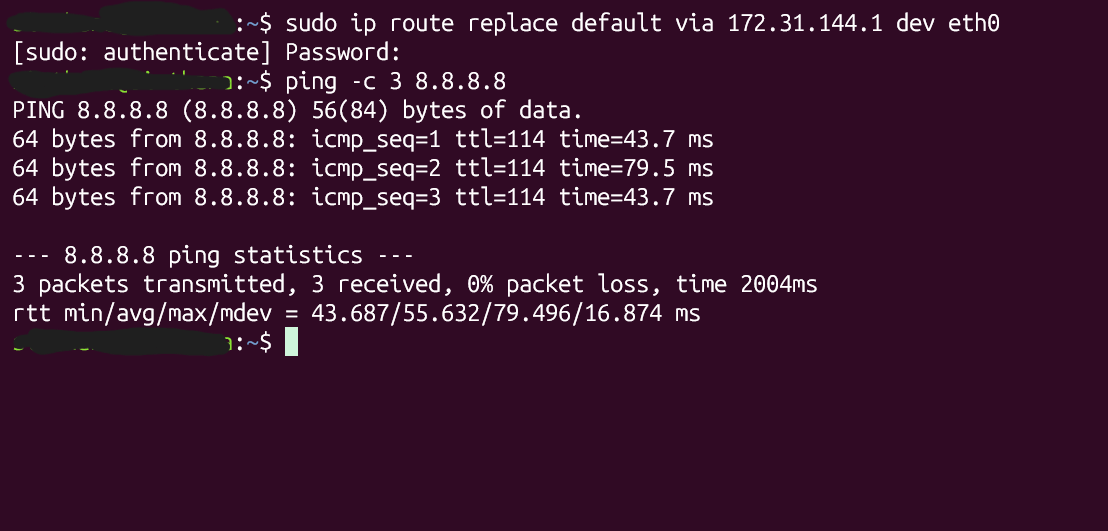 :~$ sudo ip route replace default via 172.31.144.1 dev eth0
[sudo: authenticate] Password:
:~$ ping -c 3 8.8.8.8
PING 8.8.8.8 (8.8.8.8) 56(84) bytes of data.
64 bytes from 8.8.8.8: icmp_seq=1 ttl=114 time=43.7 ms
64 bytes from 8.8.8.8: icmp_seq=2 ttl=114 time=79.5 ms
64 bytes from 8.8.8.8: icmp_seq=3 ttl=114 time=43.7 ms
--- 8.8.8.8 ping statistics ---
3 packets transmitted, 3 received, 0% packet loss, time 2004ms
rtt min/avg/max/mdev = 43.687/55.632/79.496/16.874 ms
:~$